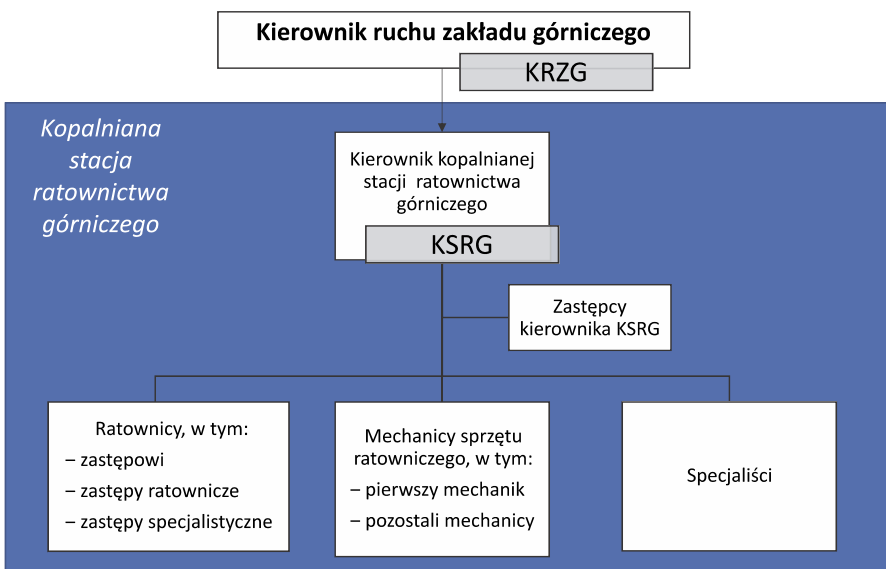 Kierownik ruchu zakładu górniczego
KRZG
Kopalniana
stacja
ratownictwa
górniczego
Kierownik kopalnianej
stacji ratownictwa
górniczego
KSRG
Zastępcy
kierownika KSRG
Ratownicy, w tym:
– zastępowi
– zastępy ratownicze
– zastępy specjalistyczne
Mechanicy sprzętu
ratowniczego, w tym:
– pierwszy mechanik
– pozostali mechanicy
Specjaliści